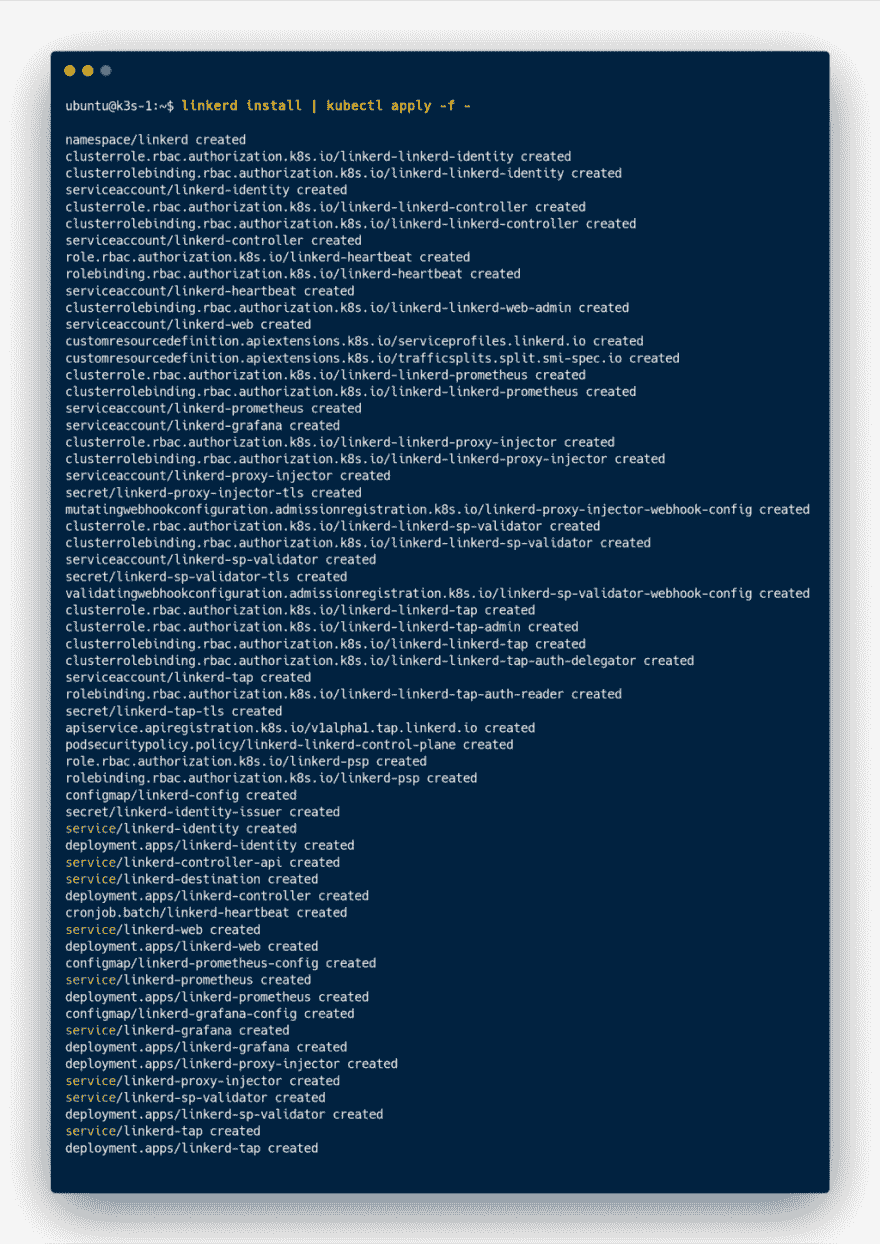 ubuntu@k3s-1:~$ linkerd install | kubectl apply -f -
namespace/linkerd created
clusterrole.rbac.authorization.k8s.io/linkerd-linkerd-identity created
clusterrolebinding.rbac.authorization.k8s.io/linkerd-linkerd-identity created
serviceaccount/linkerd-identity created
clusterrole.rbac.authorization.k8s.io/linkerd-linkerd-controller created
clusterrolebinding.rbac.authorization.k8s.io/linkerd-linkerd-controller created
serviceaccount/linkerd-controller created
role.rbac.authorization.k8s.io/linkerd-heartbeat created
rolebinding.rbac.authorization.k8s.io/linkerd-heartbeat created
serviceaccount/linkerd-heartbeat created
clusterrolebinding.rbac.authorization.k8s.io/linkerd-linkerd-web-admin created
serviceaccount/linkerd-web created
customresourcedefinition.apiextensions.k8s.io/serviceprofiles.linkerd.io created
customresourcedefinition.apiextensions.k8s.io/trafficsplits.split.smi-spec.io created
clusterrole.rbac.authorization.k8s.io/linkerd-linkerd-prometheus created
clusterrolebinding.rbac.authorization.k8s.io/linkerd-linkerd-prometheus created
serviceaccount/linkerd-prometheus created
serviceaccount/linkerd-grafana created
clusterrole.rbac.authorization.k8s.io/linkerd-linkerd-proxy-injector created
clusterrolebinding.rbac.authorization.k8s.io/linkerd-linkerd-proxy-injector created
serviceaccount/linkerd-proxy-injector created
secret/linkerd-proxy-injector-tls created
mutatingwebhookconfiguration.admissionregistration.k8s.io/linkerd-proxy-injector-webhook-config created
clusterrole.rbac.authorization.k8s.io/linkerd-linkerd-sp-validator created
clusterrolebinding.rbac.authorization.k8s.io/linkerd-linkerd-sp-validator created
serviceaccount/linkerd-sp-validator created
secret/linkerd-sp-validator-tls created
validatingwebhookconfiguration.admissionregistration.k8s.io/linkerd-sp-validator-webhook-config created
clusterrole.rbac.authorization.k8s.io/linkerd-linkerd-tap created
clusterrole.rbac.authorization.k8s.io/linkerd-linkerd-tap-admin created
clusterrolebinding.rbac.authorization.k8s.io/linkerd-linkerd-tap created
clusterrolebinding.rbac.authorization.k8s.io/linkerd-linkerd-tap-auth-delegator created
serviceaccount/linkerd-tap created
rolebinding.rbac.authorization.k8s.io/linkerd-linkerd-tap-auth-reader created
secret/linkerd-tap-tls created
apiservice.apiregistration.k8s.io/v1alpha1.tap.linkerd.io created
podsecuritypolicy.policy/linkerd-linkerd-control-plane created
role.rbac.authorization.k8s.io/linkerd-psp created
rolebinding.rbac.authorization.k8s.io/linkerd-psp created
configmap/linkerd-config created
secret/linkerd-identity-issuer created
service/linkerd-identity created
deployment.apps/linkerd-identity created
service/linkerd-controller-api created
service/linkerd-destination created
deployment.apps/linkerd-controller created
cronjob.batch/linkerd-heartbeat created
service/linkerd-web created
deployment.apps/linkerd-web created
configmap/linkerd-prometheus-config created
service/linkerd-prometheus created
deployment.apps/linkerd-prometheus created
configmap/linkerd-grafana-config created
service/linkerd-grafana created
deployment.apps/linkerd-grafana created
deployment.apps/linkerd-proxy-injector created
service/linkerd-proxy-injector created
service/linkerd-sp-validator created
deployment.apps/linkerd-sp-validator created
service/linkerd-tap created
deployment.apps/linkerd-tap created